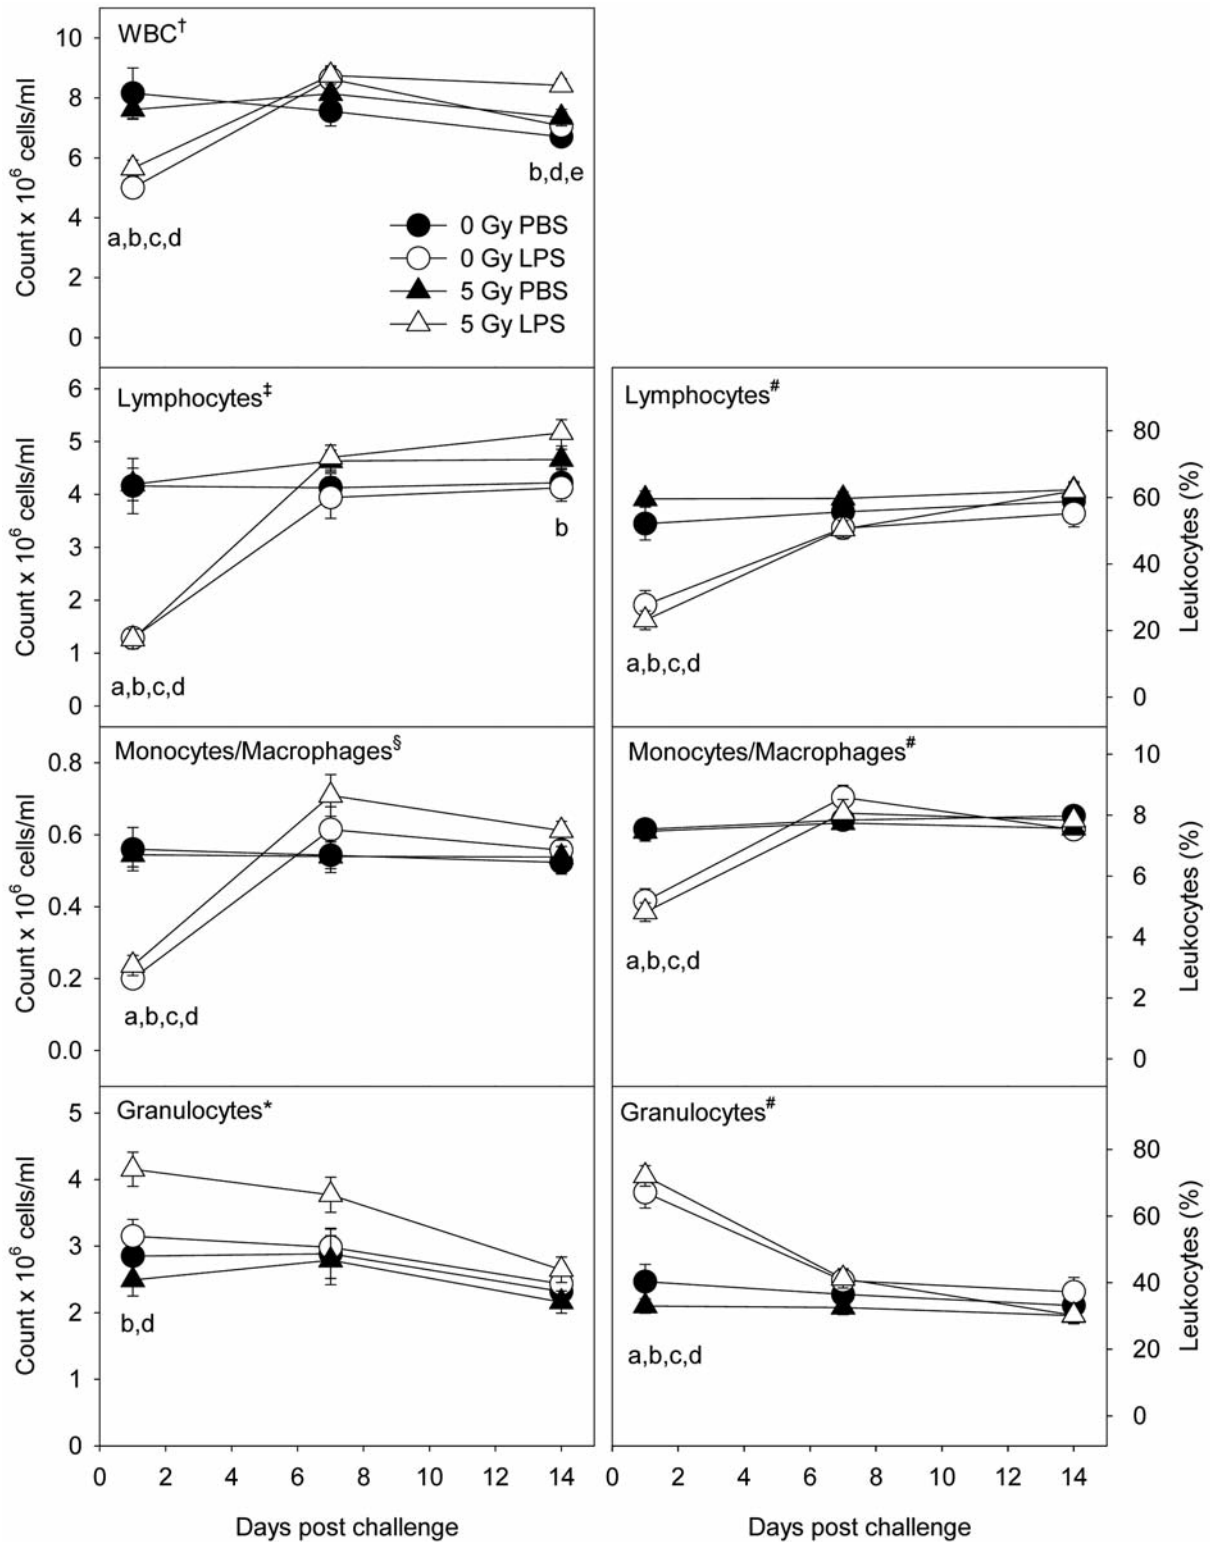 WBC†
Count x 10⁶ cells/ml
10
8
6
4
2
0
a,b,c,d
b,d,e
0 Gy PBS
0 Gy LPS
5 Gy PBS
5 Gy LPS
Lymphocytes‡
Count x 10⁶ cells/ml
6
5
4
3
2
1
0
a,b,c,d
b
Lymphocytes#
80
60
40
20
0
Leukocytes (%)
a,b,c,d
Monocytes/Macrophages§
Count x 10⁶ cells/ml
0.8
0.6
0.4
0.2
0.0
a,b,c,d
Monocytes/Macrophages#
10
8
6
4
2
0
Leukocytes (%)
a,b,c,d
Granulocytes*
Count x 10⁶ cells/ml
5
4
3
2
1
0
b,d
Granulocytes#
80
60
40
20
0
Leukocytes (%)
a,b,c,d
0 2 4 6 8 10 12 14
Days post challenge
0 2 4 6 8 10 12 14
Days post challenge